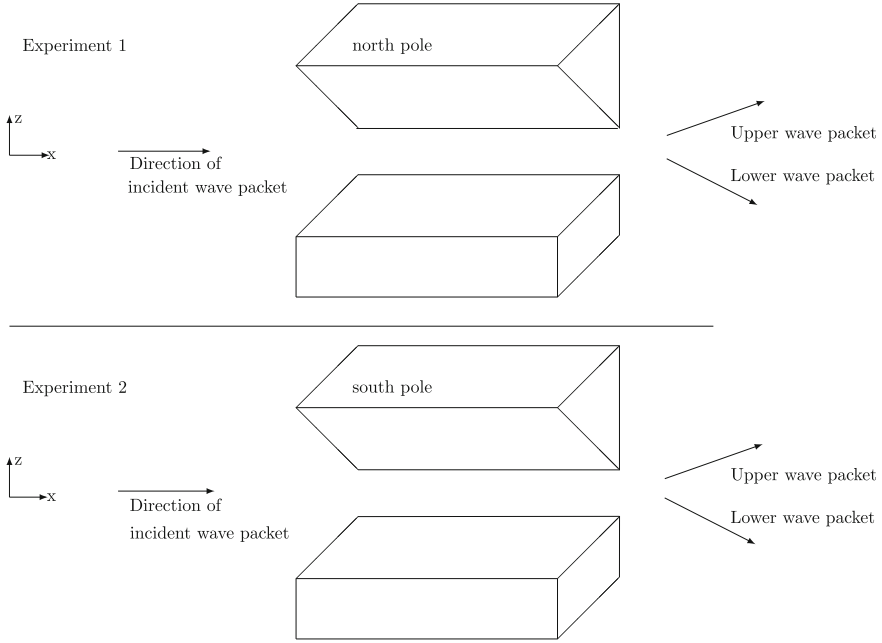 Experiment 1
north pole
z
x
Direction of
incident wave packet
Upper wave packet
Lower wave packet
Experiment 2
south pole
z
x
Direction of
incident wave packet
Upper wave packet
Lower wave packet